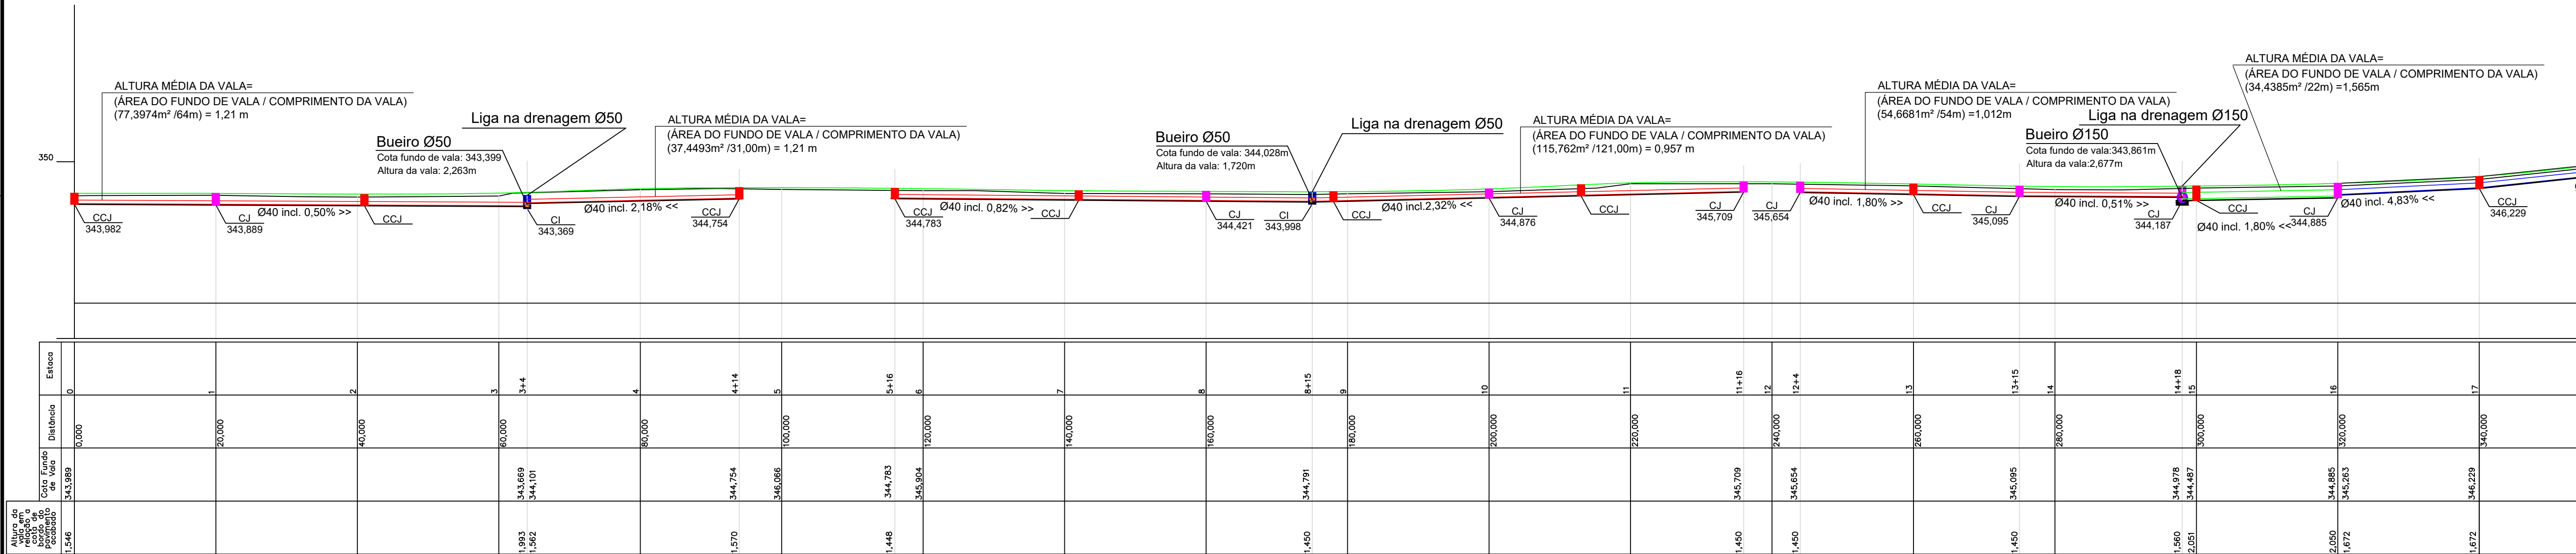 ALTURA MÉDIA DA VALA=
(ÁREA DO FUNDO DE VALA / COMPRIMENTO DA VALA)
(77,3974m² /64m) = 1,21 m
Bueiro Ø50
Cota fundo de vala: 343,399
Altura da vala: 2,263m
Liga na drenagem Ø50
ALTURA MÉDIA DA VALA=
(ÁREA DO FUNDO DE VALA / COMPRIMENTO DA VALA)
(37,4493m² /31,00m) = 1,21 m
Bueiro Ø50
Cota fundo de vala: 344,028m
Altura da vala: 1,720m
Liga na drenagem Ø50
ALTURA MÉDIA DA VALA=
(ÁREA DO FUNDO DE VALA / COMPRIMENTO DA VALA)
(115,762m² /121,00m) = 0,957 m
ALTURA MÉDIA DA VALA=
(ÁREA DO FUNDO DE VALA / COMPRIMENTO DA VALA)
(54,6681m² /54m) =1,012m
Liga na drenagem Ø150
Bueiro Ø150
Cota fundo de vala:343,861m
Altura da vala:2,677m
ALTURA MÉDIA DA VALA=
(ÁREA DO FUNDO DE VALA / COMPRIMENTO DA VALA)
(34,4385m² /22m) =1,565m
350
CCJ
343,982
CJ
343,889
Ø40 incl. 0,50% >>
CCJ
CI
343,369
Ø40 incl. 2,18% <<
CCJ
344,754
CCJ
344,783
Ø40 incl. 0,82% >>
CCJ
CJ
344,421
CI
343,998
CCJ
Ø40 incl.2,32% <<
CJ
344,876
CCJ
CJ
345,709
CJ
345,654
Ø40 incl. 1,80% >>
CCJ
CJ
345,095
Ø40 incl. 0,51% >>
CJ
344,187
CCJ
Ø40 incl. 1,80% <<
CJ
344,885
Ø40 incl. 4,83% <<
CCJ
346,229
Estaca
0
1
2
3
3+4
4
4+14
5
5+16
6
7
8
8+15
9
10
11
11+16
12
12+4
13
13+15
14
14+18
15
16
17
Distância
0,000
20,000
40,000
60,000
80,000
100,000
120,000
140,000
160,000
180,000
200,000
220,000
240,000
260,000
280,000
300,000
320,000
340,000
Cota Fundo
de Vala
343,989
343,669
344,101
344,754
346,066
344,783
345,904
344,791
345,709
345,654
345,095
344,978
344,487
344,885
345,263
346,229
Altura da
vala em
relação a
cota de
bordo do
pavimento
acabado
1,546
1,993
1,562
1,570
1,448
1,450
1,450
1,450
1,450
1,560
2,051
2,050
1,672
1,672